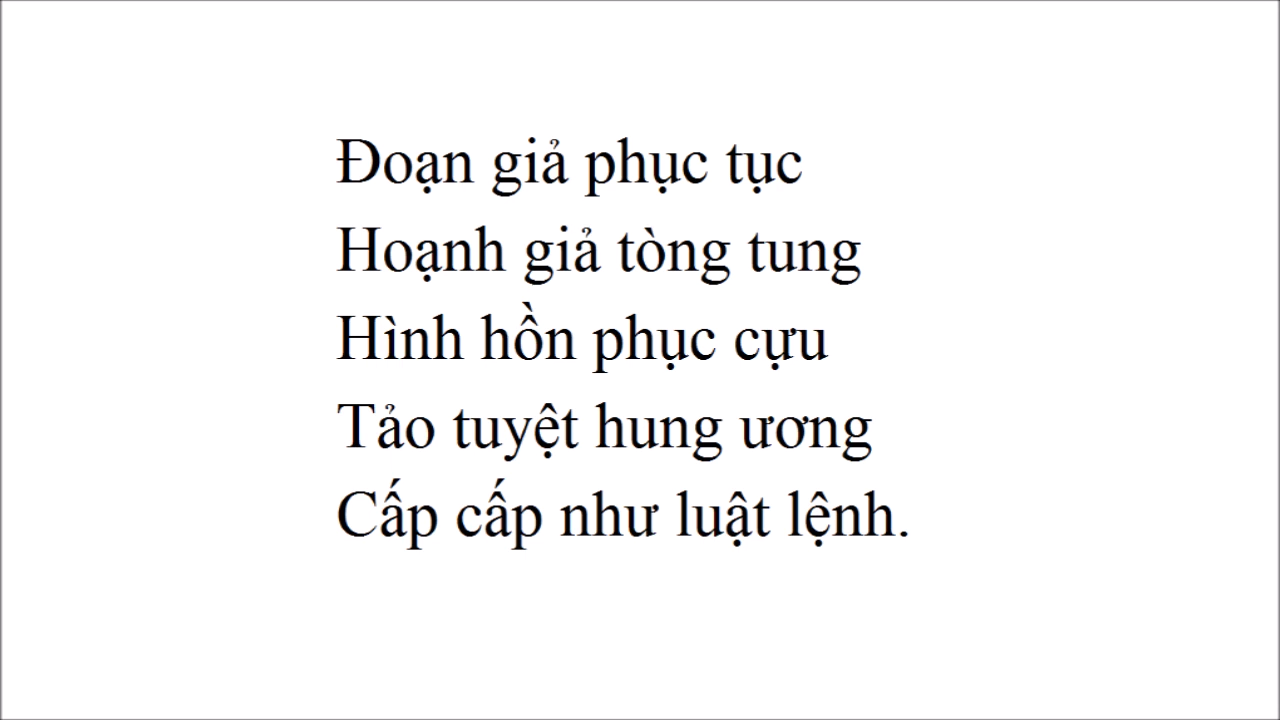 Đoạn giả phục tục
Hoạnh giả tòng tung
Hình hồn phục cựu
Tảo tuyệt hung ương
Cấp cấp như luật lệnh.